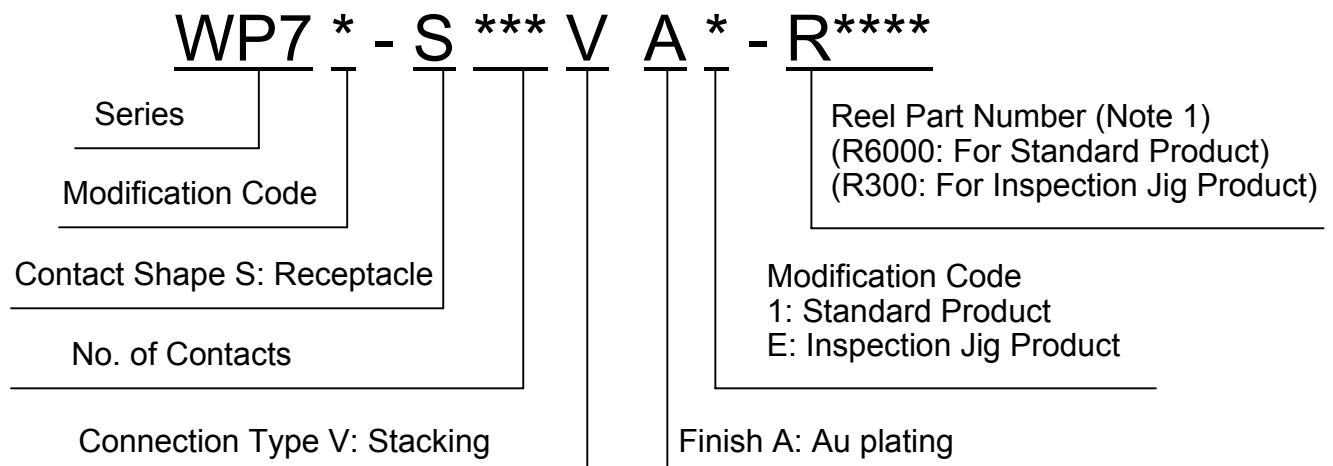 WP7 * - S *** V A * - R****
Series
Modification Code
Contact Shape S: Receptacle
No. of Contacts
Connection Type V: Stacking
Finish A: Au plating
Modification Code
1: Standard Product
E: Inspection Jig Product
Reel Part Number (Note 1)
(R6000: For Standard Product)
(R300: For Inspection Jig Product)